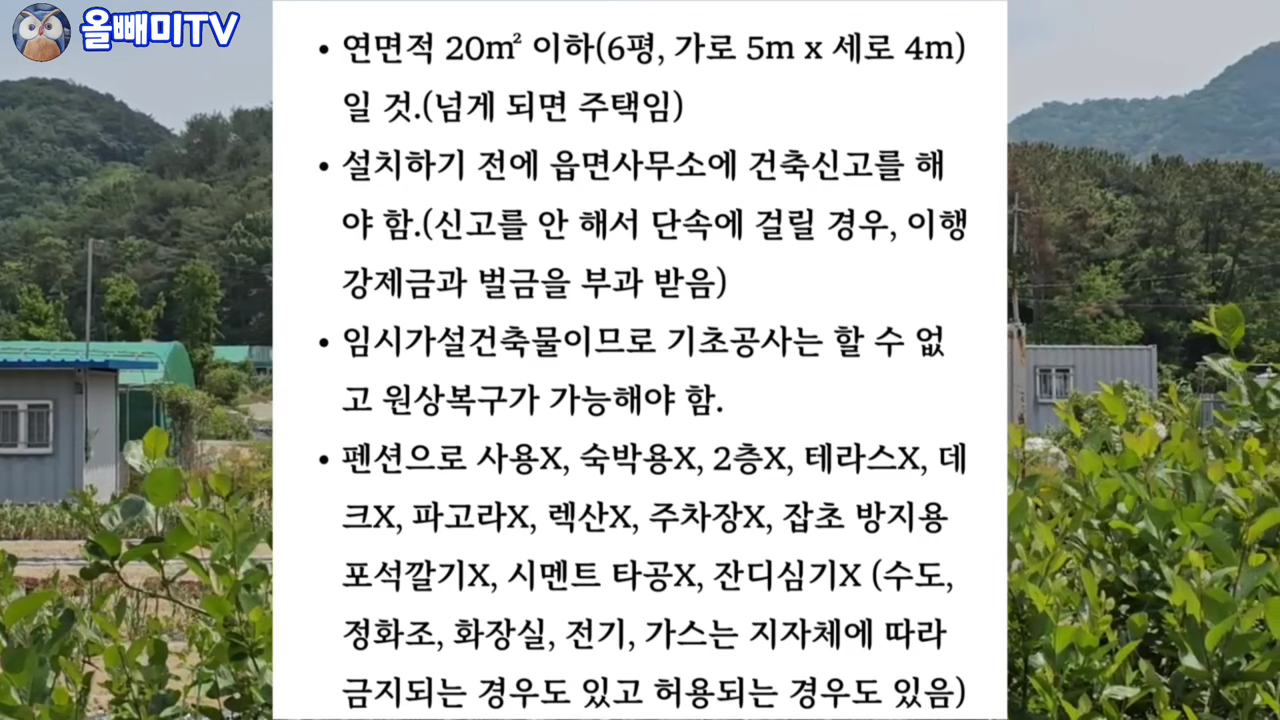 올빼미TV
• 연면적 20㎡ 이하(6평, 가로 5m x 세로 4m)
일 것.(넘게 되면 주택임)
• 설치하기 전에 읍면사무소에 건축신고를 해
야 함.(신고를 안 해서 단속에 걸릴 경우, 이행
강제금과 벌금을 부과 받음)
• 임시가설건축물이므로 기초공사는 할 수 없
고 원상복구가 가능해야 함.
• 펜션으로 사용X, 숙박용X, 2층X, 테라스X, 데
크X, 파고라X, 렉산X, 주차장X, 잡초 방지용
포석깔기X, 시멘트 타공X, 잔디심기X (수도,
정화조, 화장실, 전기, 가스는 지자체에 따라
금지되는 경우도 있고 허용되는 경우도 있음)